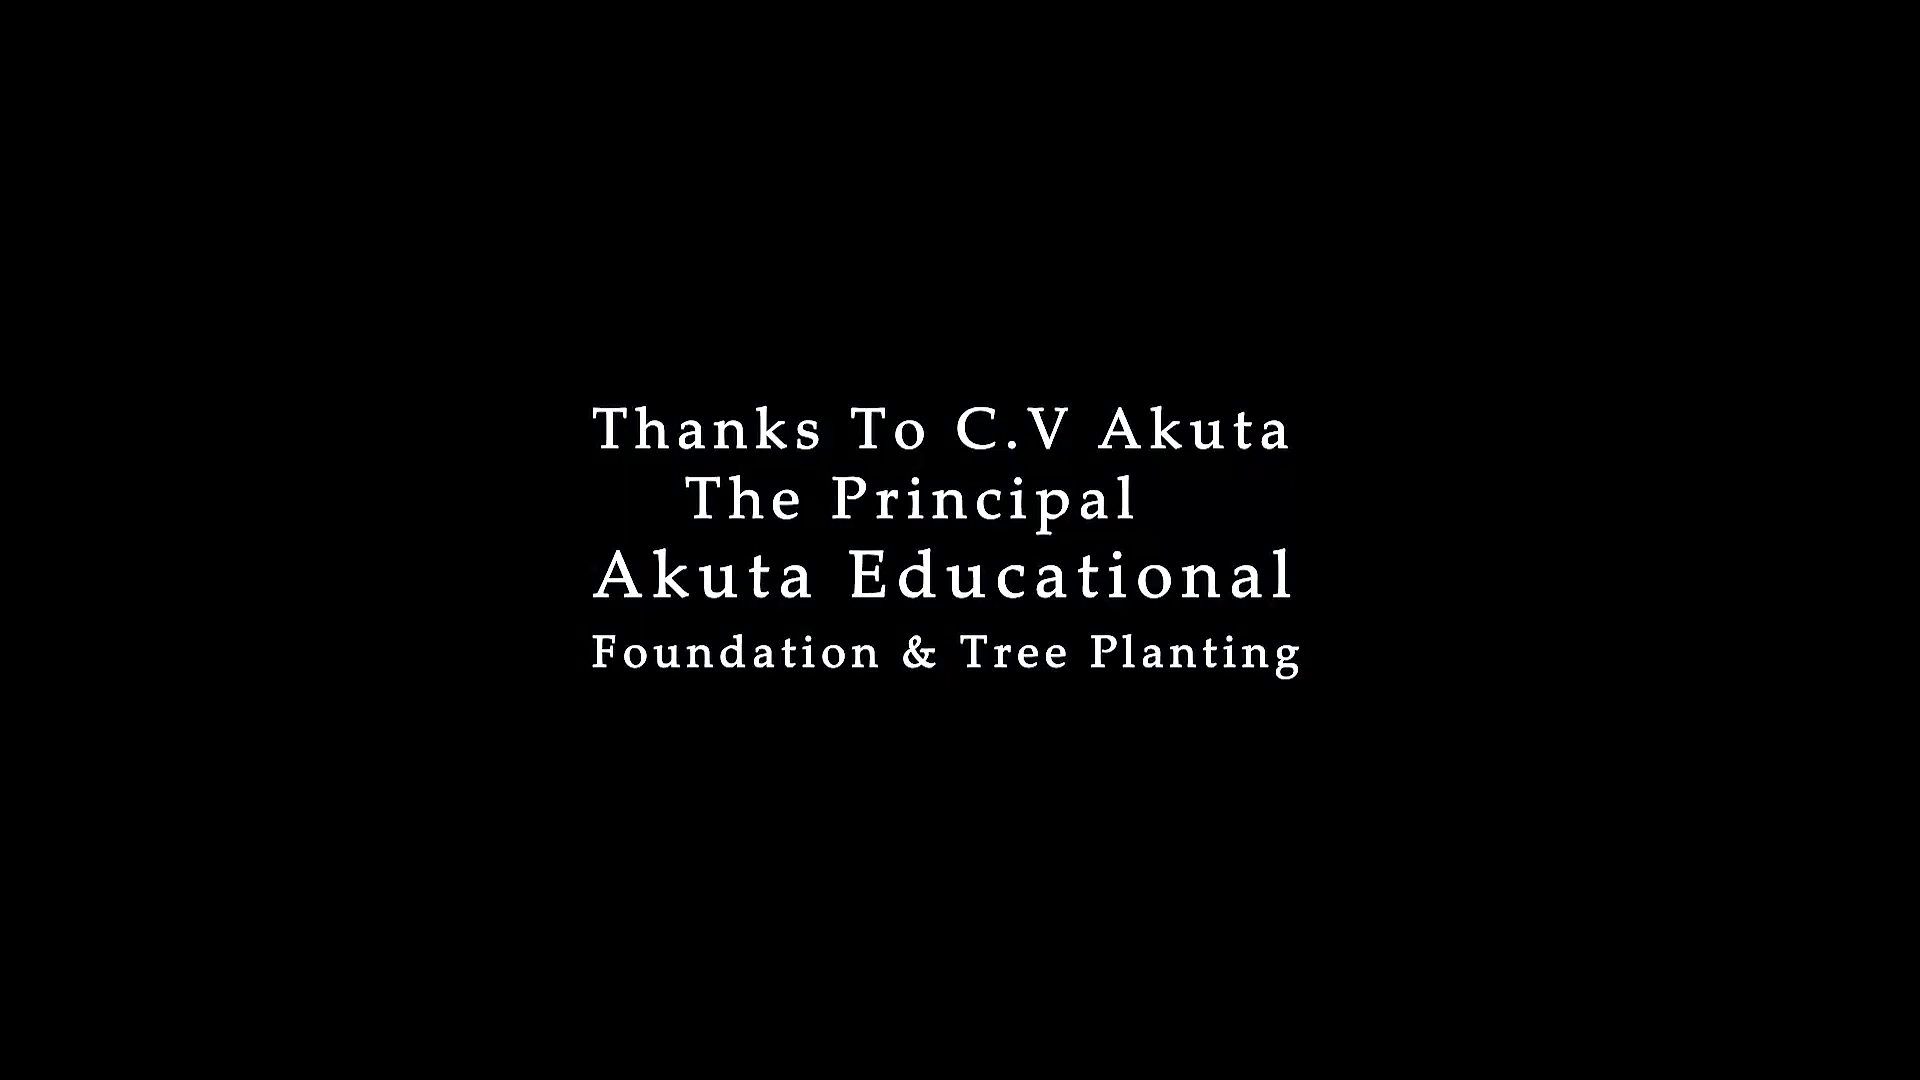 Thanks To C.V Akuta
The Principal
Akuta Educational
Foundation & Tree Planting